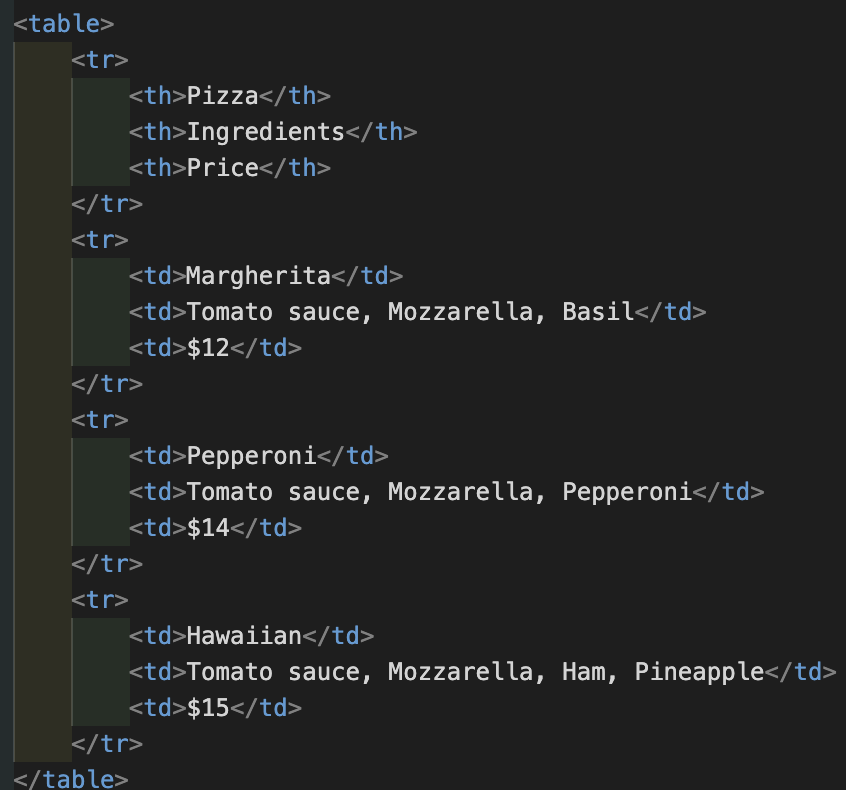 <table>
<tr>
<th>Pizza</th>
<th>Ingredients</th>
<th>Price</th>
</tr>
<tr>
<td>Margherita</td>
<td>Tomato sauce, Mozzarella, Basil</td>
<td>$12</td>
</tr>
<tr>
<td>Pepperoni</td>
<td>Tomato sauce, Mozzarella, Pepperoni</td>
<td>$14</td>
</tr>
<tr>
<td>Hawaiian</td>
<td>Tomato sauce, Mozzarella, Ham, Pineapple</td>
<td>$15</td>
</tr>
</table>